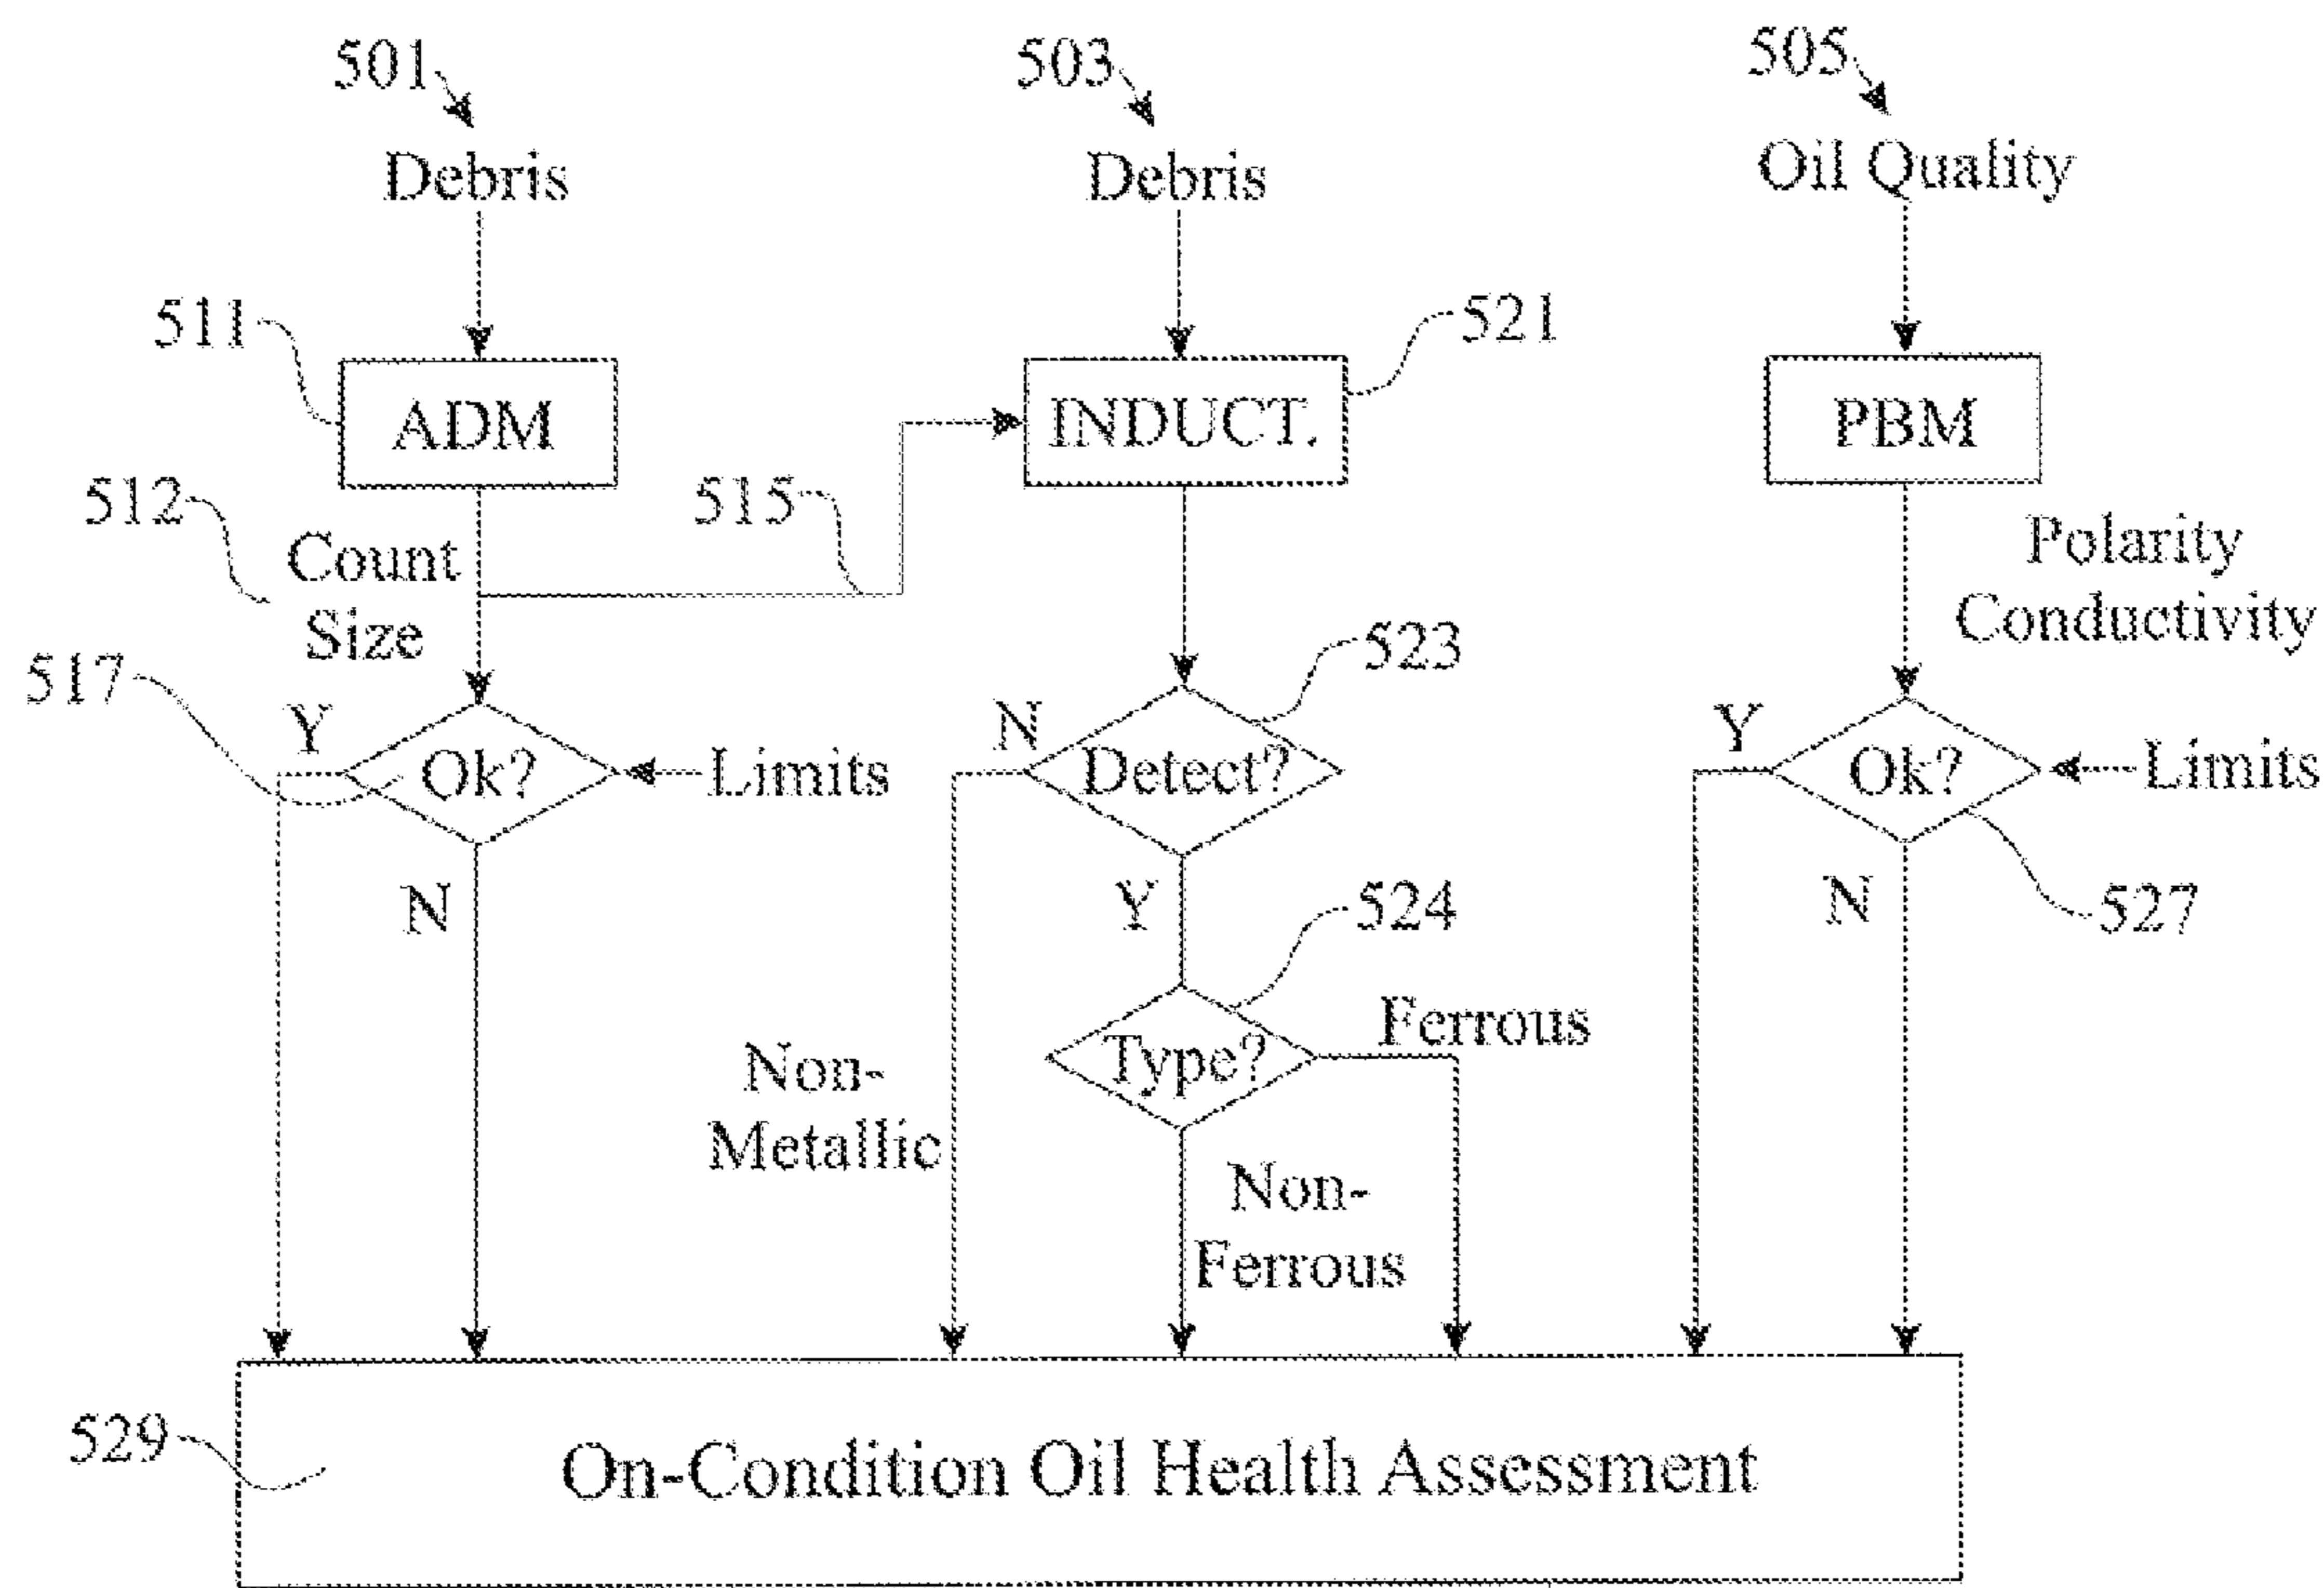 501
503
505
Debris
Debris
Oil Quality
511
521
ADM
INDUCT.
PBM
512
515
Count
Size
Polarity
Conductivity
517
523
Y
Ok?
Limits
N
Detect?
Y
Ok?
Limits
N
Y
N
527
524
Type?
Ferrous
Non-
Metallic
Non-
Ferrous
529
On-Condition Oil Health Assessment